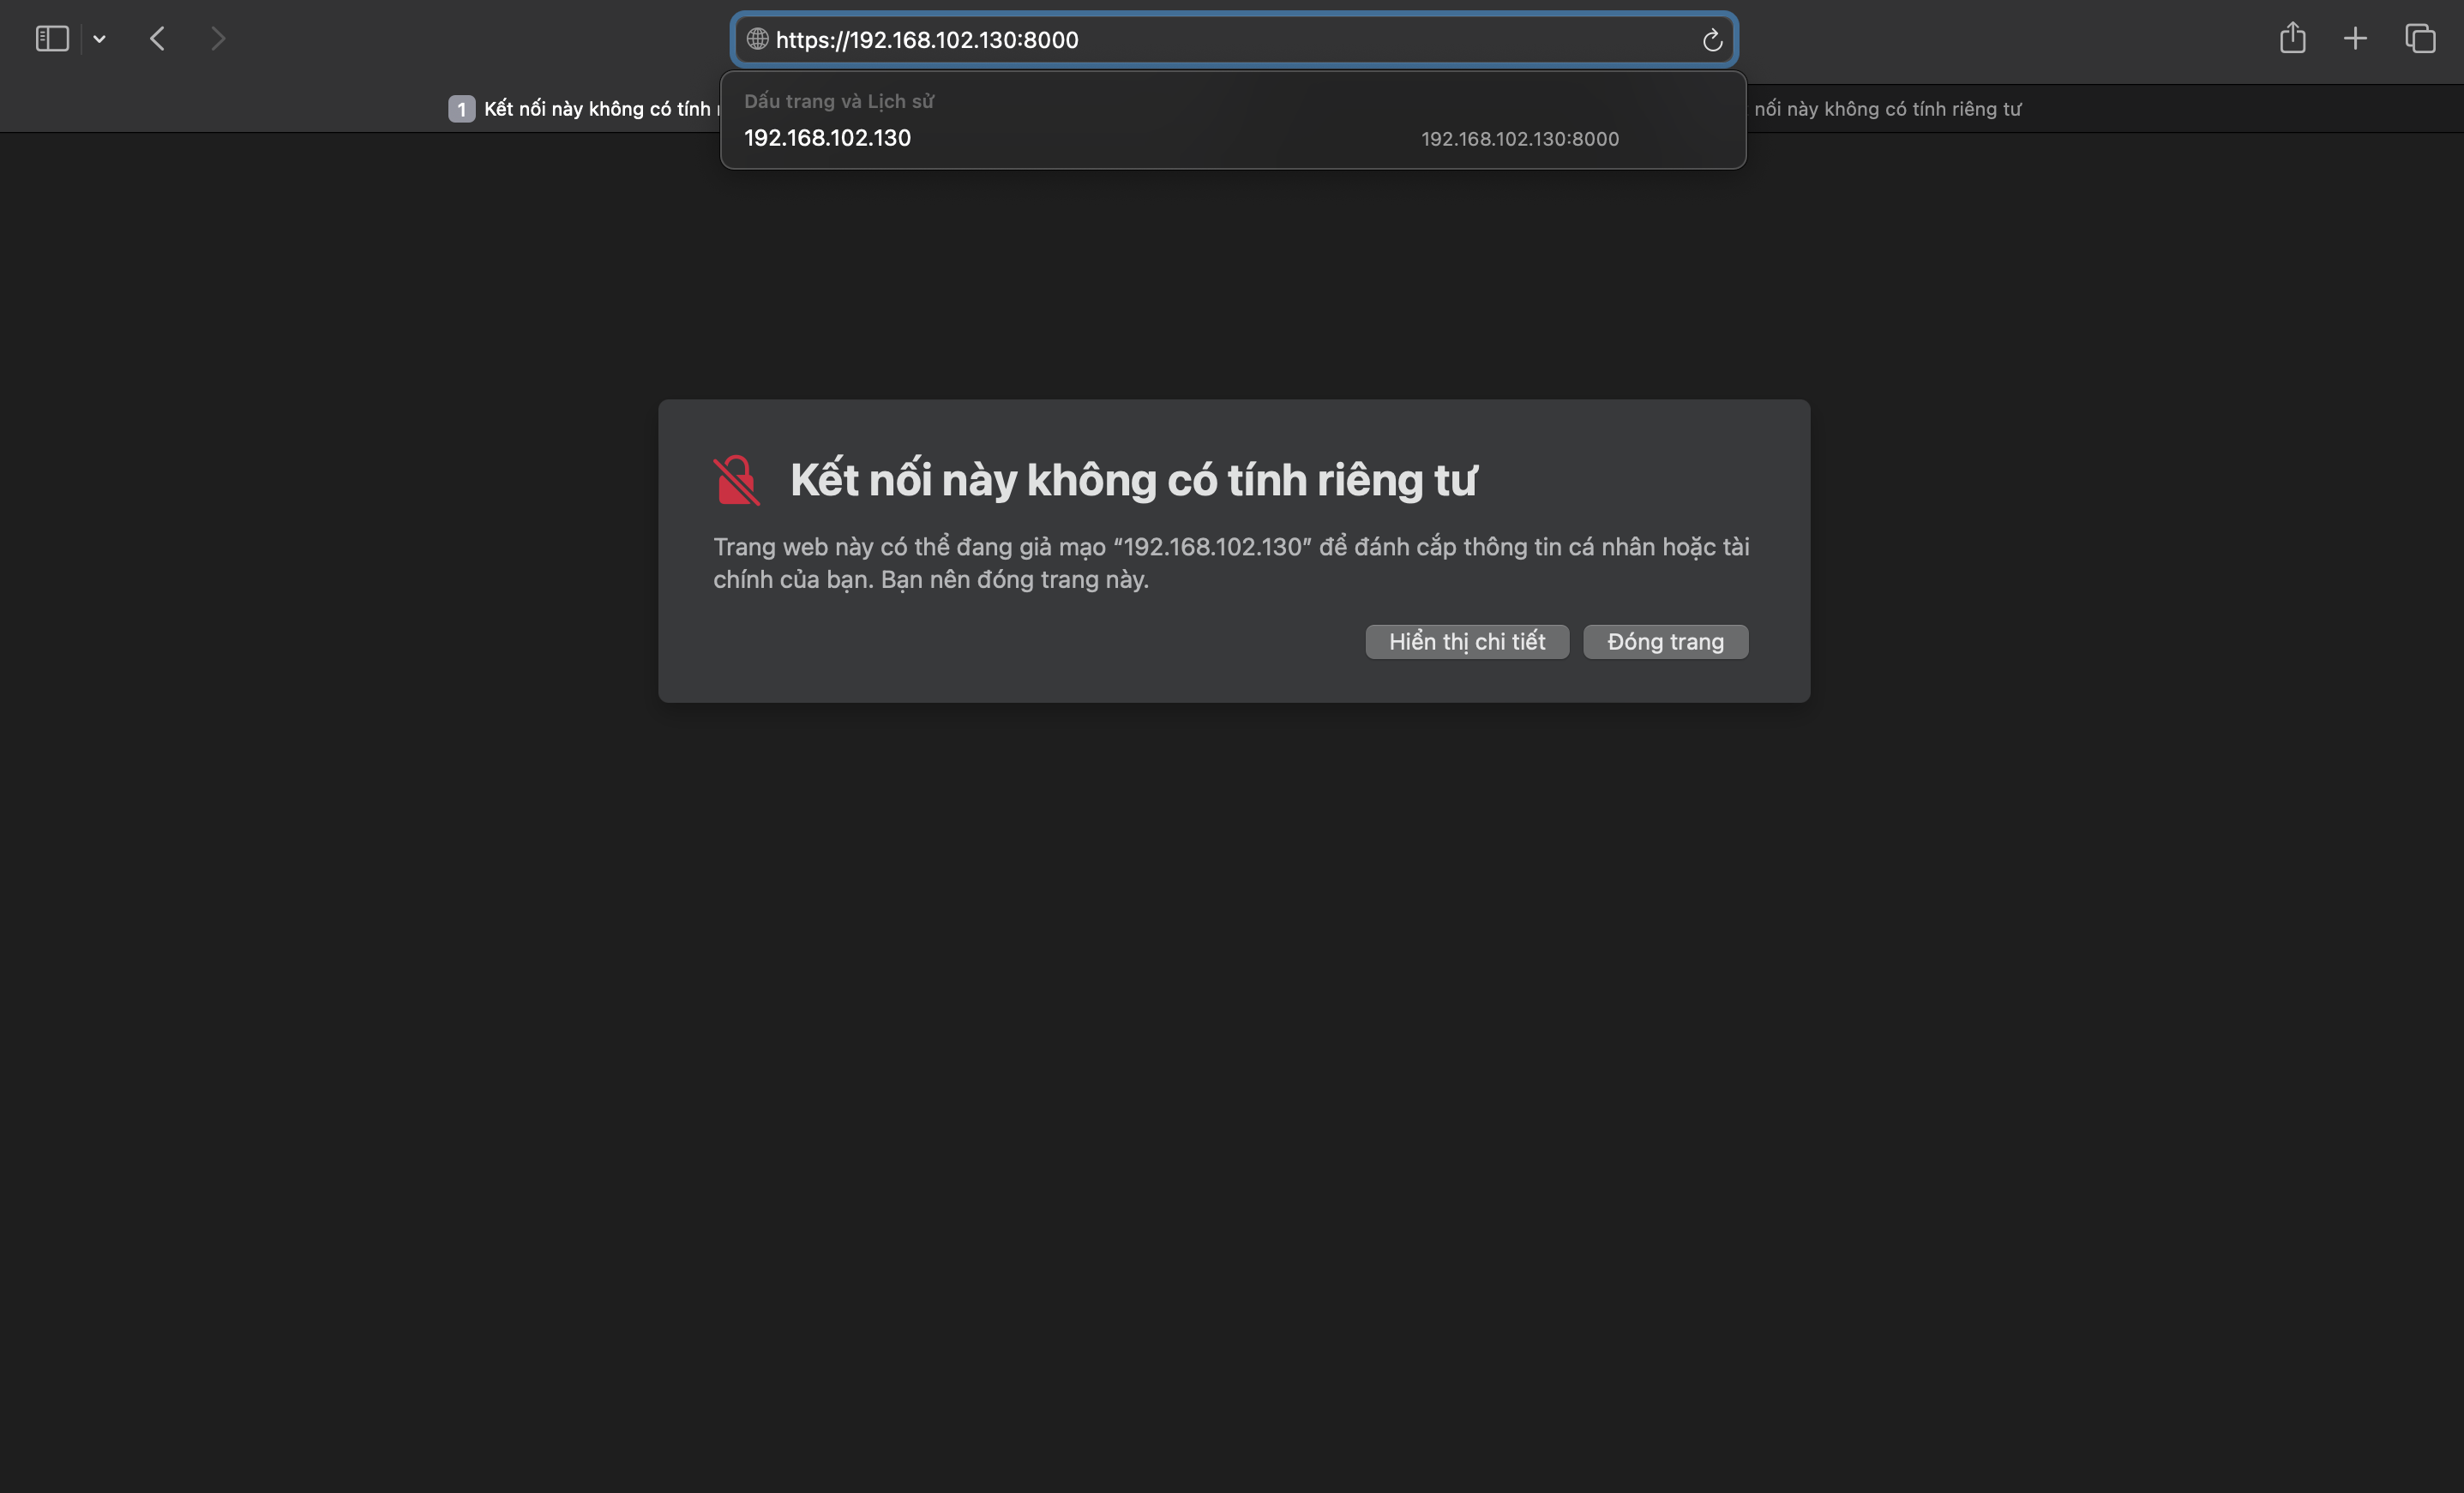 https://192.168.102.130:8000
1 Kết nối này không có tính
nối này không có tính riêng tư
Dấu trang và Lịch sử
192.168.102.130 192.168.102.130:8000
Kết nối này không có tính riêng tư
Trang web này có thể đang giả mạo “192.168.102.130” để đánh cắp thông tin cá nhân hoặc tài
chính của bạn. Bạn nên đóng trang này.
Hiển thị chi tiết Đóng trang